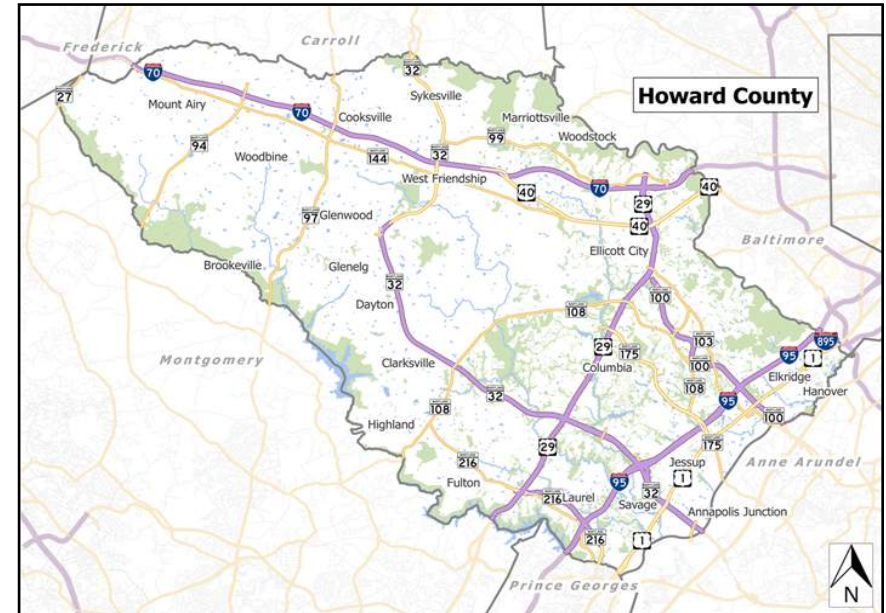 Frederick
Carroll
Howard County
70
32
27
Mount Airy
Sykesville
70
Cooksville
Marriottsville
94
99
Woodstock
Woodbine
144
32
West Friendship
70
40
40
29
97
Glenwood
40
Ellicott City
Baltimore
Brookeville
Glenelg
32
100
Dayton
108
103
895
Montgomery
29
175
95
1
Clarksville
Columbia
100
Elkridge
32
108
Hanover
108
95
100
Highland
29
175
216
Jessup
Anne Arundel
Fulton
95
1
216
Laurel
32
Savage
Annapolis Junction
216
1
Prince Georges
N